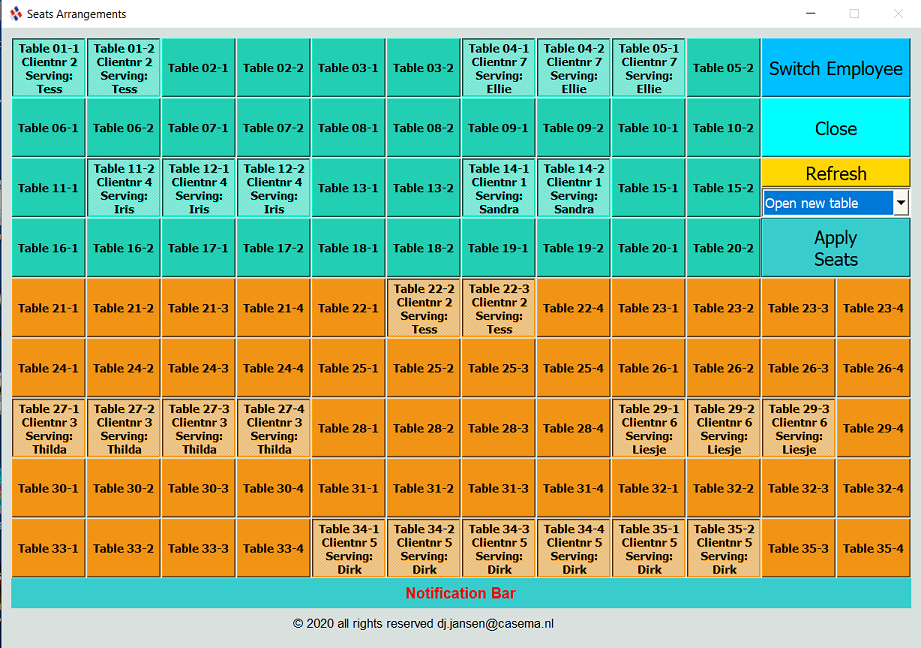 Seats Arrangements
Table 01-1 Table 01-2 Table 02-1 Table 02-2 Table 03-1 Table 03-2 Table 04-1 Table 04-2 Table 05-1 Table 05-2 Switch Employee
Clientnr 2 Clientnr 2 Clientnr 7 Clientnr 7 Clientnr 7
Serving: Serving: Serving: Serving: Serving:
Tess Tess Ellie Ellie Ellie
Table 06-1 Table 06-2 Table 07-1 Table 07-2 Table 08-1 Table 08-2 Table 09-1 Table 09-2 Table 10-1 Table 10-2 Close
Table 11-1 Table 11-2 Table 12-1 Table 12-2 Table 13-1 Table 13-2 Table 14-1 Table 14-2 Table 15-1 Table 15-2 Refresh
Clientnr 4 Clientnr 4 Clientnr 4 Clientnr 1 Clientnr 1
Serving: Serving: Serving: Serving: Serving: Open new table
Iris Iris Iris Sandra Sandra
Table 16-1 Table 16-2 Table 17-1 Table 17-2 Table 18-1 Table 18-2 Table 19-1 Table 19-2 Table 20-1 Table 20-2 Apply
Seats
Table 21-1 Table 21-2 Table 21-3 Table 21-4 Table 22-1 Table 22-2 Table 22-3 Table 22-4 Table 23-1 Table 23-2 Table 23-3 Table 23-4
Clientnr 2 Clientnr 2
Serving: Serving:
Tess Tess
Table 24-1 Table 24-2 Table 24-3 Table 24-4 Table 25-1 Table 25-2 Table 25-3 Table 25-4 Table 26-1 Table 26-2 Table 26-3 Table 26-4
Table 27-1 Table 27-2 Table 27-3 Table 27-4 Table 28-1 Table 28-2 Table 28-3 Table 28-4 Table 29-1 Table 29-2 Table 29-3 Table 29-4
Clientnr 3 Clientnr 3 Clientnr 3 Clientnr 3 Clientnr 6 Clientnr 6 Clientnr 6
Serving: Serving: Serving: Serving: Serving: Serving: Serving:
Thilda Thilda Thilda Thilda Liesje Liesje Liesje
Table 30-1 Table 30-2 Table 30-3 Table 30-4 Table 31-1 Table 31-2 Table 31-3 Table 31-4 Table 32-1 Table 32-2 Table 32-3 Table 32-4
Table 33-1 Table 33-2 Table 33-3 Table 33-4 Table 34-1 Table 34-2 Table 34-3 Table 34-4 Table 35-1 Table 35-2 Table 35-3 Table 35-4
Clientnr 5 Clientnr 5 Clientnr 5 Clientnr 5 Clientnr 5 Clientnr 5
Serving: Serving: Serving: Serving: Serving: Serving:
Dirk Dirk Dirk Dirk Dirk Dirk
Notification Bar
© 2020 all rights reserved dj.jansen@casema.nl